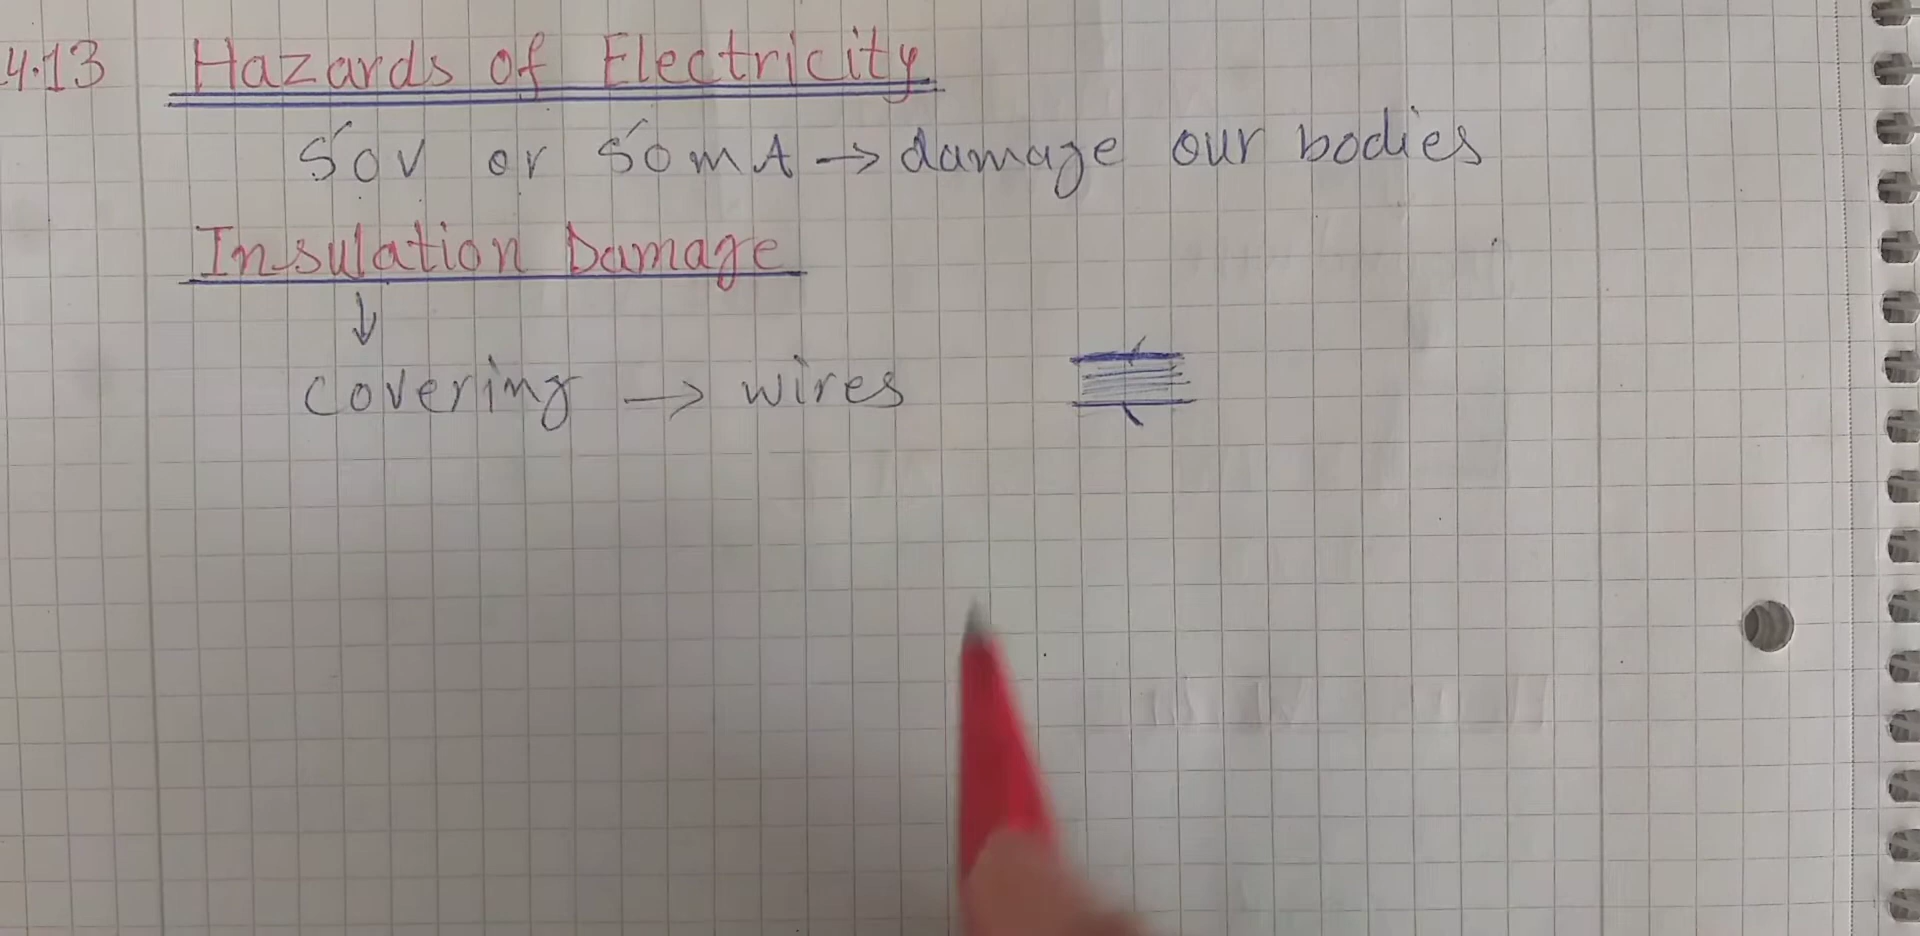 4.13 Hazards of Electricity
50V or 50mA → damage our bodies
Insulation Damage
↓
covering → wires